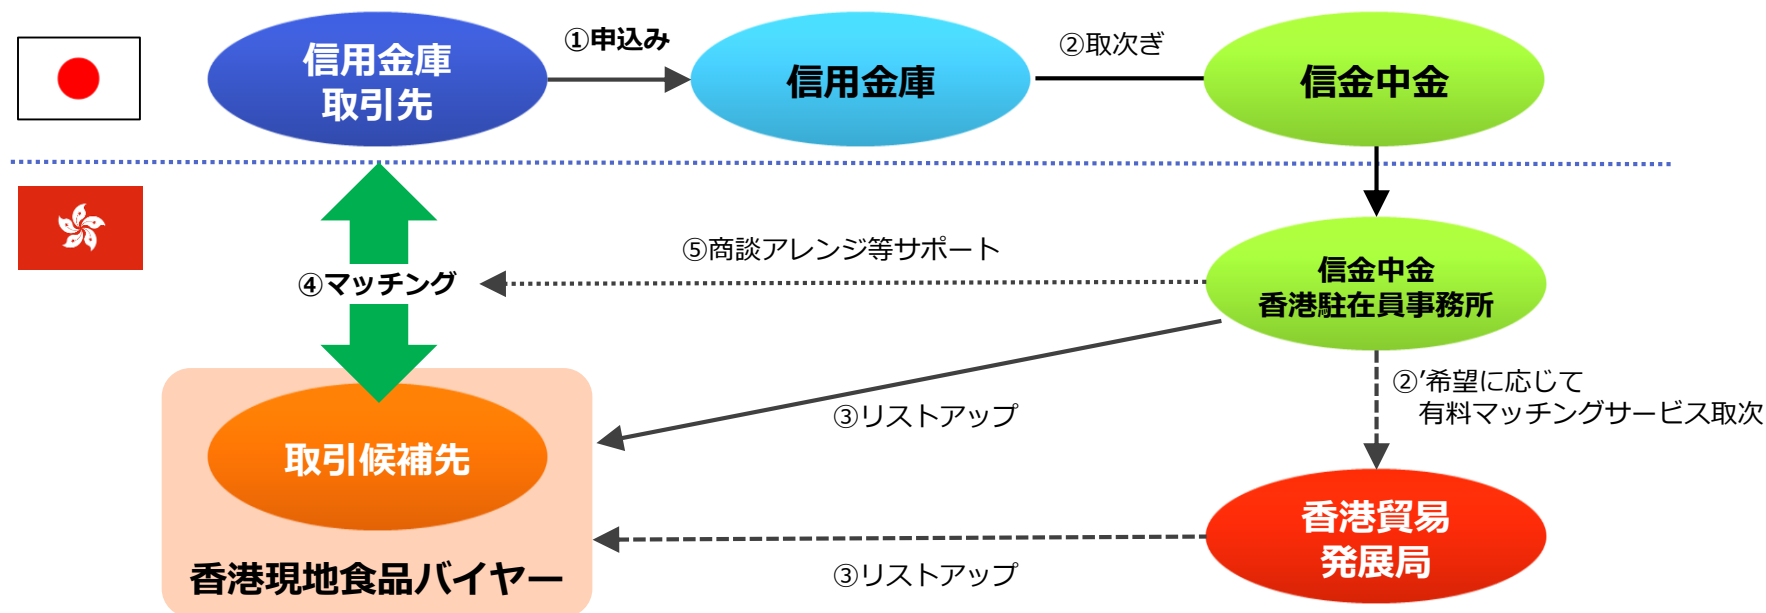 信用金庫
取引先
①申込み
信用金庫
②取次ぎ
信金中金
⑤商談アレンジ等サポート
信金中金
香港駐在員事務所
④マッチング
②’希望に応じて
有料マッチングサービス取次
③リストアップ
取引候補先
香港貿易
発展局
③リストアップ
香港現地食品バイヤー